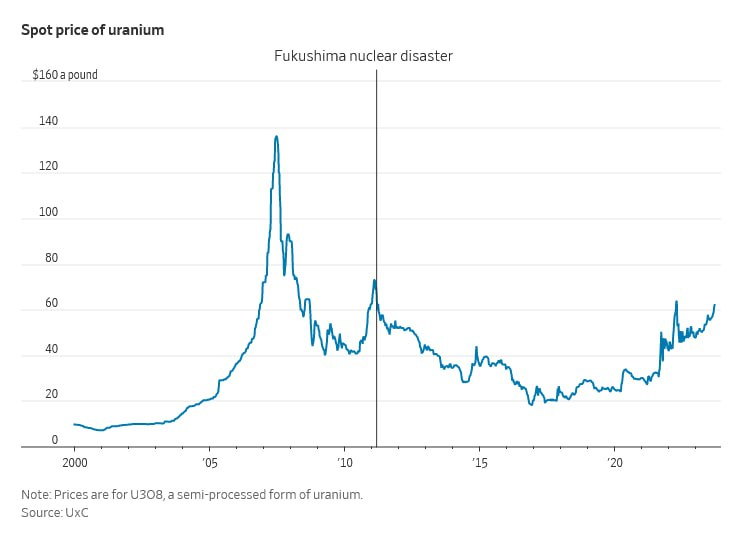 Spot price of uranium
Fukushima nuclear disaster
$160 a pound
140
120
100
80
60
40
20
0
2000 '05 '10 '15 '20
Note: Prices are for U3O8, a semi-processed form of uranium.
Source: UxC